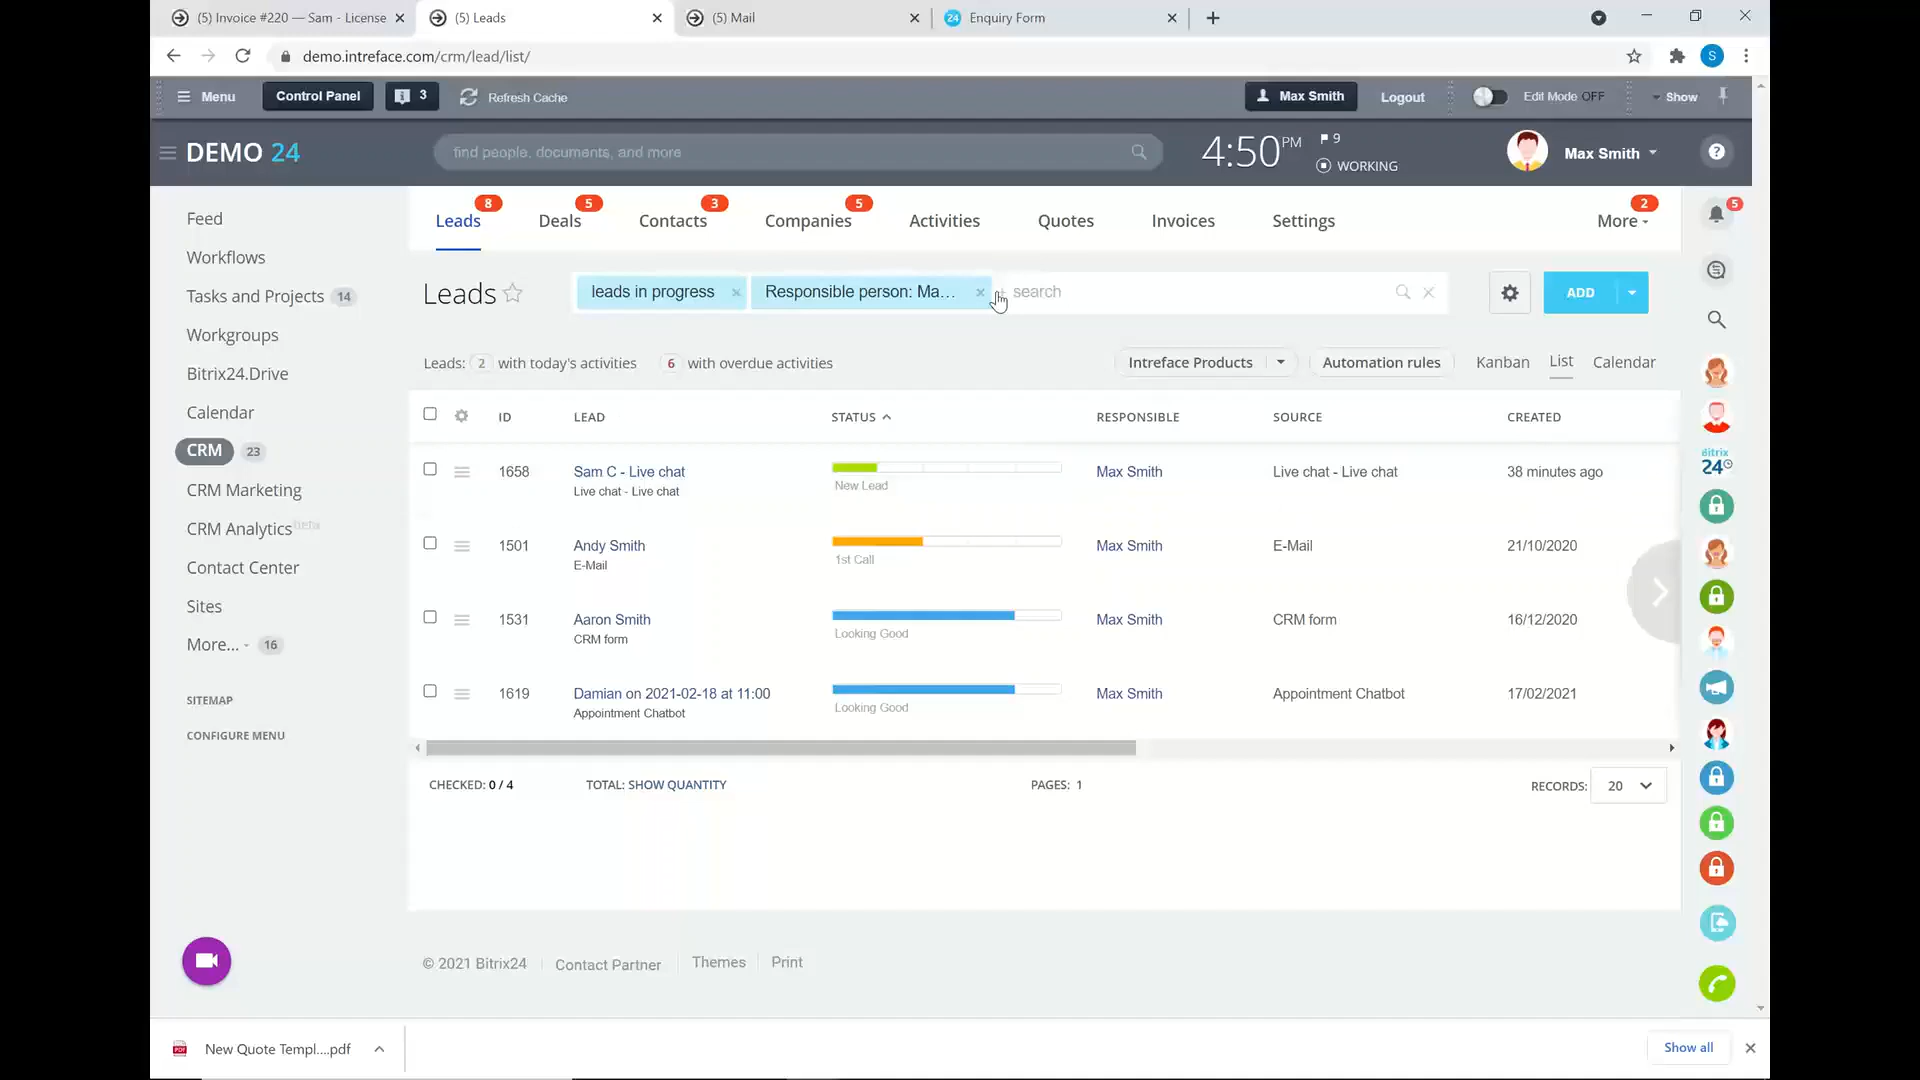 (5) Invoice #220 — Sam - License
(5) Leads
(5) Mail
24 Enquiry Form
demo.intreface.com/crm/lead/list/
S
Menu
Control Panel
3
Refresh Cache
Max Smith
Logout
Edit Mode OFF
Show
DEMO 24
find people, documents, and more
4:50 PM
9
WORKING
Max Smith
?
Feed
Workflows
Tasks and Projects 14
Workgroups
Bitrix24.Drive
Calendar
CRM 23
CRM Marketing
CRM Analytics beta
Contact Center
Sites
More... 16
SITEMAP
CONFIGURE MENU
Leads 8
Deals 5
Contacts 3
Companies 5
Activities
Quotes
Invoices
Settings
More 2
5
Leads
leads in progress ×
Responsible person: Ma... ×
+ search
ADD
Leads: 2 with today's activities 6 with overdue activities
Intreface Products
Automation rules
Kanban
List
Calendar
ID LEAD STATUS RESPONSIBLE SOURCE CREATED
1658 Sam C - Live chat Max Smith Live chat - Live chat 38 minutes ago
Live chat - Live chat New Lead
1501 Andy Smith Max Smith E-Mail 21/10/2020
E-Mail 1st Call
1531 Aaron Smith Max Smith CRM form 16/12/2020
CRM form Looking Good
1619 Damian on 2021-02-18 at 11:00 Max Smith Appointment Chatbot 17/02/2021
Appointment Chatbot Looking Good
CHECKED: 0 / 4 TOTAL: SHOW QUANTITY PAGES: 1 RECORDS: 20
Bitrix
24
© 2021 Bitrix24 Contact Partner Themes Print
PDF New Quote Templ....pdf
Show all